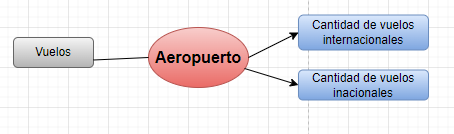 Vuelos
Aeropuerto
Cantidad de vuelos
internacionales
Cantidad de vuelos
inacionales